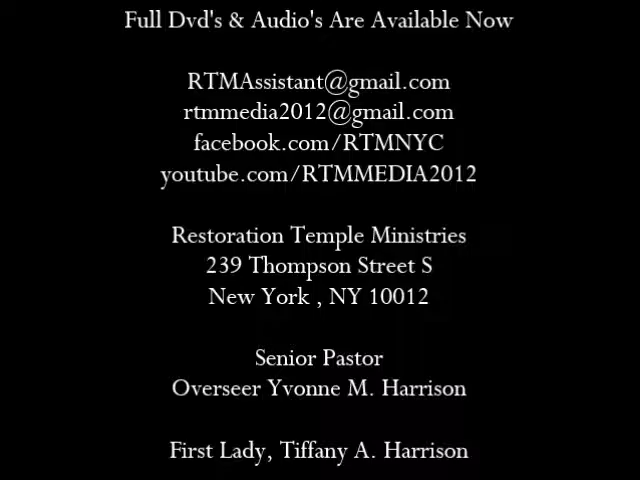 Full Dvd's & Audio's Are Available Now
RTMAssistant@gmail.com
rtmmedia2012@gmail.com
facebook.com/RTMNYC
youtube.com/RTMMEDIA2012
Restoration Temple Ministries
239 Thompson Street S
New York , NY 10012
Senior Pastor
Overseer Yvonne M. Harrison
First Lady, Tiffany A. Harrison